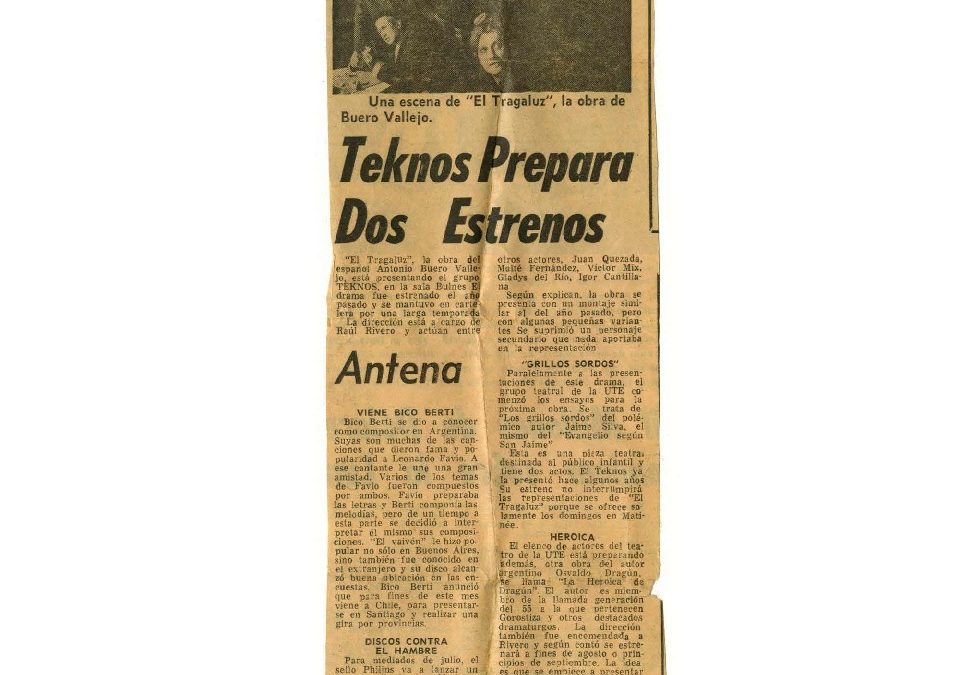 Una escena de "El Tragaluz", la obra de
Buero Vallejo.
Teknos Prepara
Dos Estrenos
"El Tragaluz", la obra del
español Antonio Buero Valle-
jo, está presentando el grupo
TEKNOS, en la sala Bulnes El
drama fue estrenado el año
pasado y se mantuvo en carte
lera por una larga temporada
La dirección está a cargo de
Raúl Rivero y actúan entre
otros actores, Juan Quezada,
Maité Fernández, Víctor Mix,
Gladys del Río, Igor Cantilla-
na
Según explican, la obra se
presenta con un montaje simi-
lar al del año pasado, pero
con algunas pequeñas varian-
tes Se suprimió un personaje
secundario que nada aportaba
en la representación
"GRILLOS SORDOS"
Paralelamente a las presen-
taciones de este drama, el
grupo teatral de la UTE co-
menzó los ensayos para la
próxima obra. Se trata de
"Los grillos sordos" del polé-
mico autor Jaime Silva, el
mismo del "Evangelio según
San Jaime"
Esta es una pieza teatral
destinada al público infantil y
tiene dos actos. El Teknos ya
la presentó hace algunos años
Su estreno no interrumpirá
las representaciones de "El
Tragaluz" porque se ofrece so-
lamente los domingos en Mati-
née.
HEROICA
El elenco de actores del tea-
tro de la UTE está preparando
además, otra obra del autor
argentino Osvaldo Dragún,
se llama "La Heroica de
Dragún". El autor es miem-
bro de la llamada generación
del 55 a la que pertenecen
Gorostiza y otros destacados
dramaturgos. La dirección
también fue encomendada a
Rivero y según contó se estre-
nará a fines de agosto o prin-
cipios de septiembre. La idea
es que se empiece a presentar
Antena
VIENE BICO BERTI
Bico Berti se dio a conocer
como compositor en Argentina.
Suyas son muchas de las can-
ciones que dieron fama y po-
pularidad a Leonardo Favio. A
ese cantante le une una gran
amistad. Varios de los temas
de Favio fueron compuestos
por ambos. Favio preparaba
las letras y Berti componía las
melodías, pero de un tiempo a
esta parte se decidió a inter-
pretar él mismo sus composi-
ciones. "El vaivén" le hizo po-
pular no sólo en Buenos Aires,
sino también fue conocido en
el extranjero y su disco alcan-
zó buena ubicación en las en-
cuestas. Bico Berti anunció
que para fines de este mes
viene a Chile, para presentar-
se en Santiago y realizar una
gira por provincias.
DISCOS CONTRA
EL HAMBRE
Para mediados de julio, el
sello Philips va a lanzar un